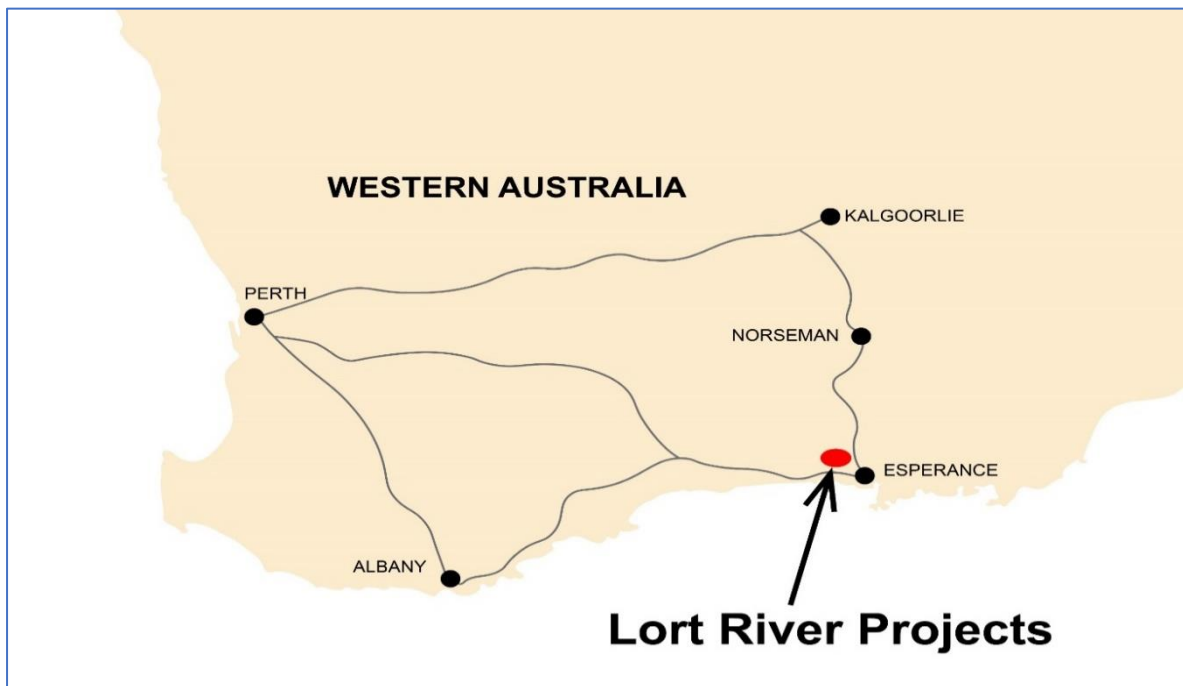 WESTERN AUSTRALIA
KALGOORLIE
PERTH
NORSEMAN
ESPERANCE
ALBANY
Lort River Projects